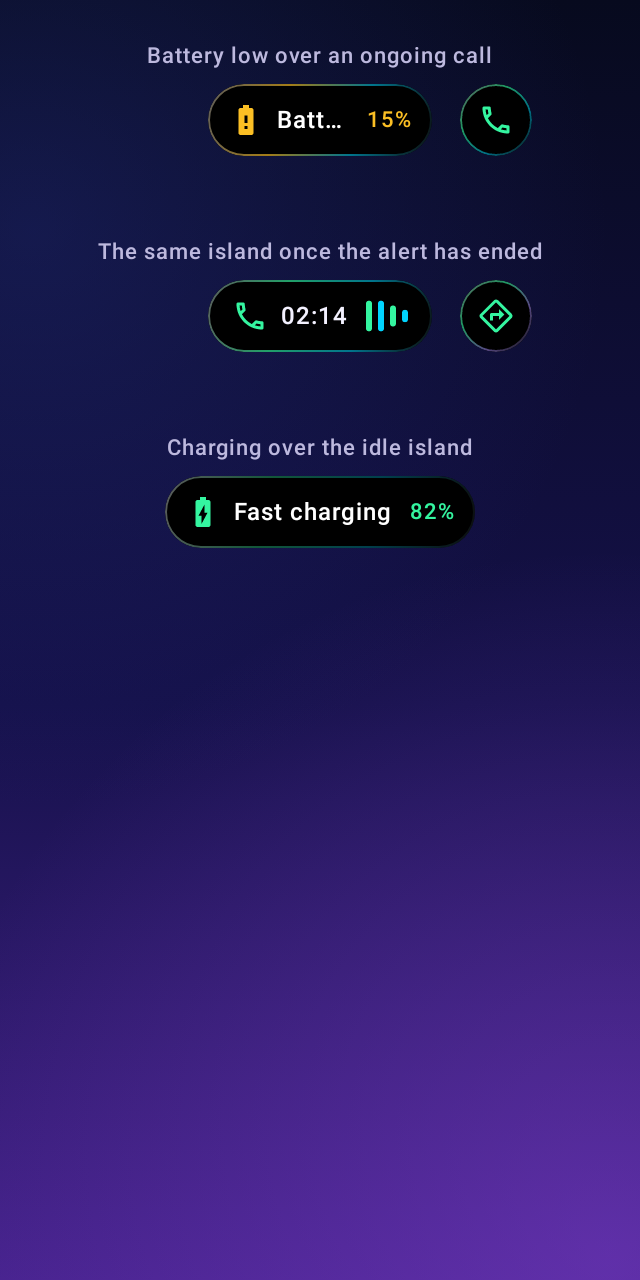 Battery low over an ongoing call
Batt… 15%
The same island once the alert has ended
02:14
Charging over the idle island
Fast charging 82%